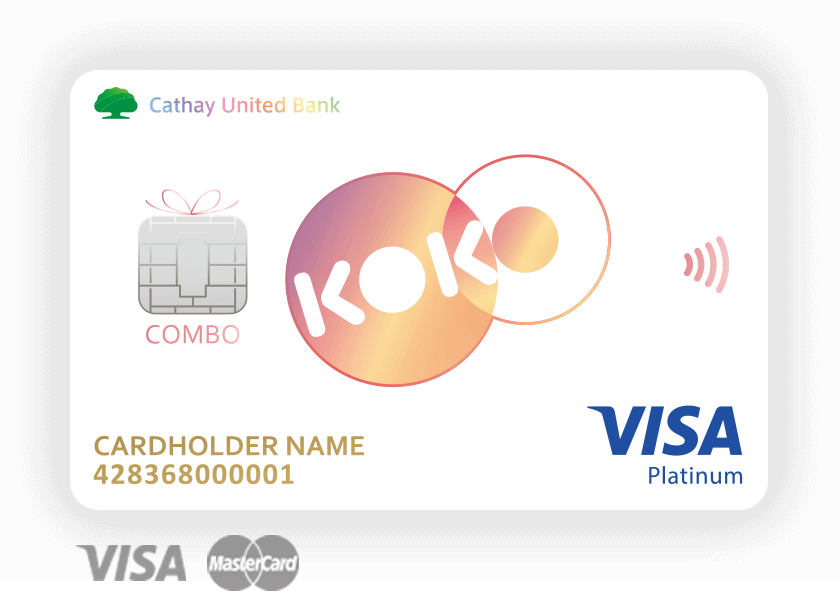 Cathay United Bank
KOKO
COMBO
CARDHOLDER NAME
428368000001
VISA
Platinum
VISA MasterCard